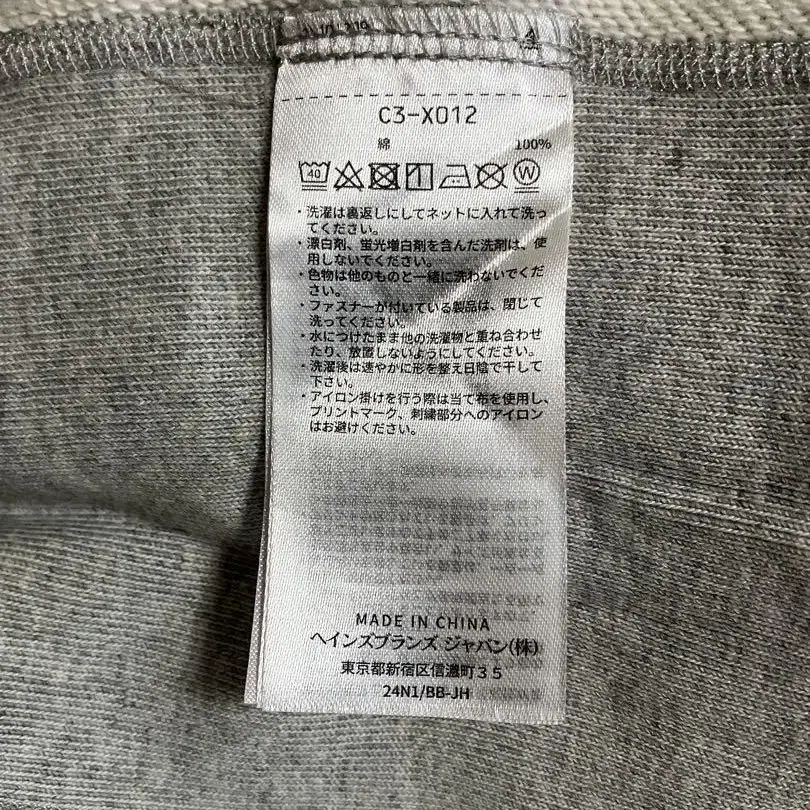 C3-X012
綿 100%
40
W
・洗濯は裏返しにしてネットに入れて洗っ
てください。
・漂白剤、蛍光増白剤を含んだ洗剤は、使
用しないでください。
・色物は他のものと一緒に洗わないでくだ
さい。
・ファスナーが付いている製品は、閉じて
洗ってください。
・水につけたまま他の洗濯物と重ね合わせ
たり、放置しないようにしてください。
・洗濯後は速やかに形を整え日陰で干して
下さい。
・アイロン掛けを行う際は当て布を使用し、
プリントマーク、刺繍部分へのアイロン
はお避けください。
MADE IN CHINA
ヘインズブランズ ジャパン(株)
東京都新宿区信濃町35
24N1/BB-JH